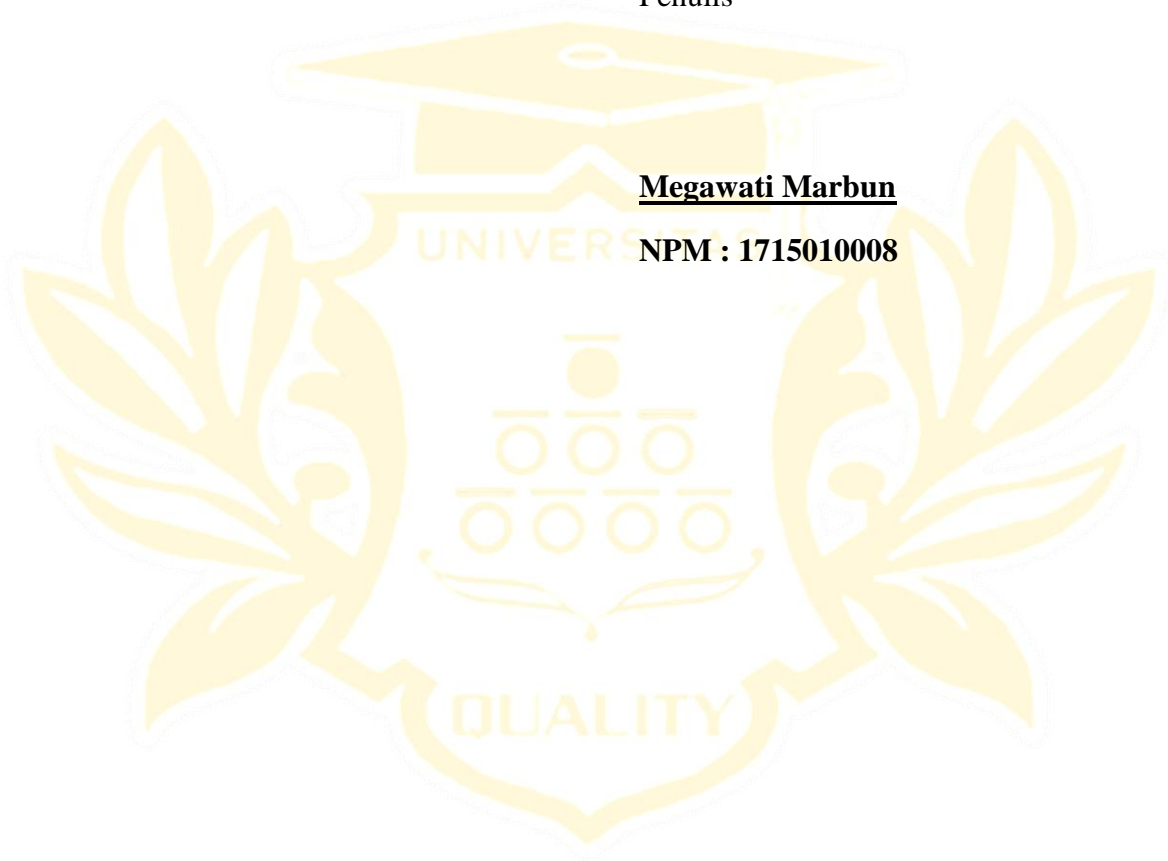 Penulis
Megawati Marbun
NPM : 1715010008
UNIVERSITAS
QUALITY